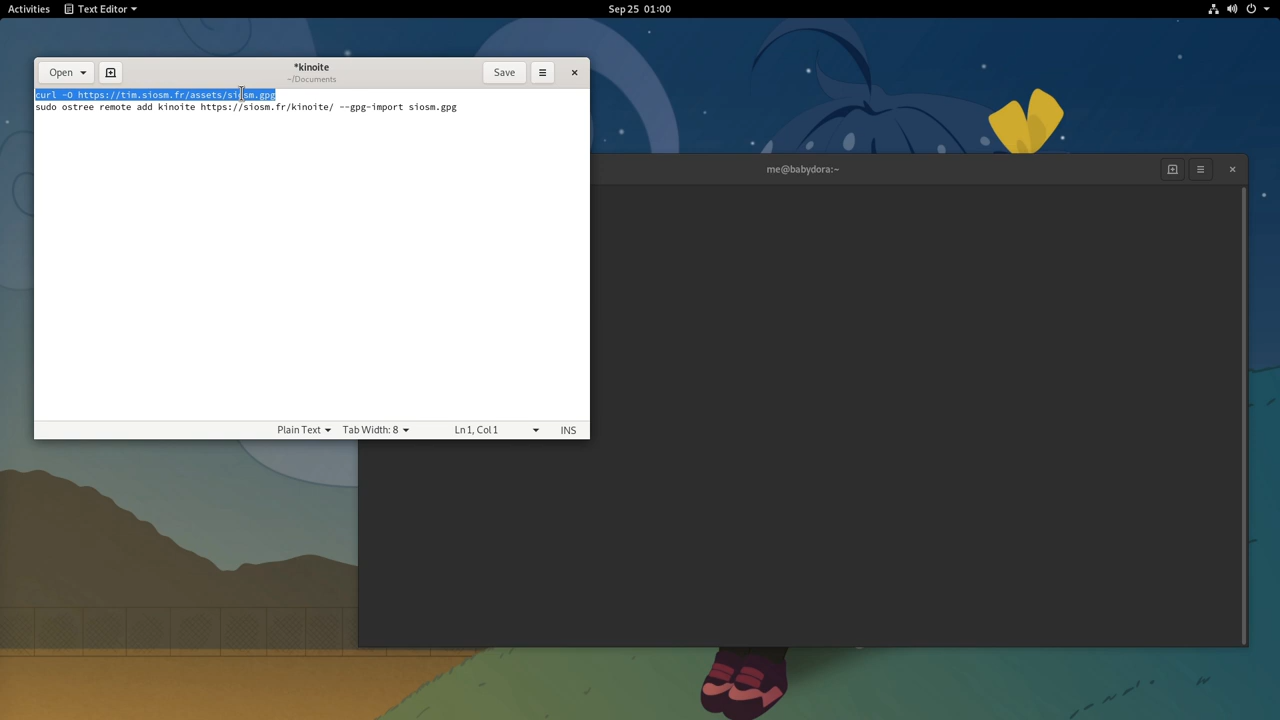 Activities Text Editor Sep 25 01:00
Open *kinoite Save
~/Documents
curl -O https://tim.siosm.fr/assets/siosm.gpg
sudo ostree remote add kinoite https://siosm.fr/kinoite/ --gpg-import siosm.gpg
Plain Text Tab Width: 8 Ln 1, Col 1 INS
me@babydora:~